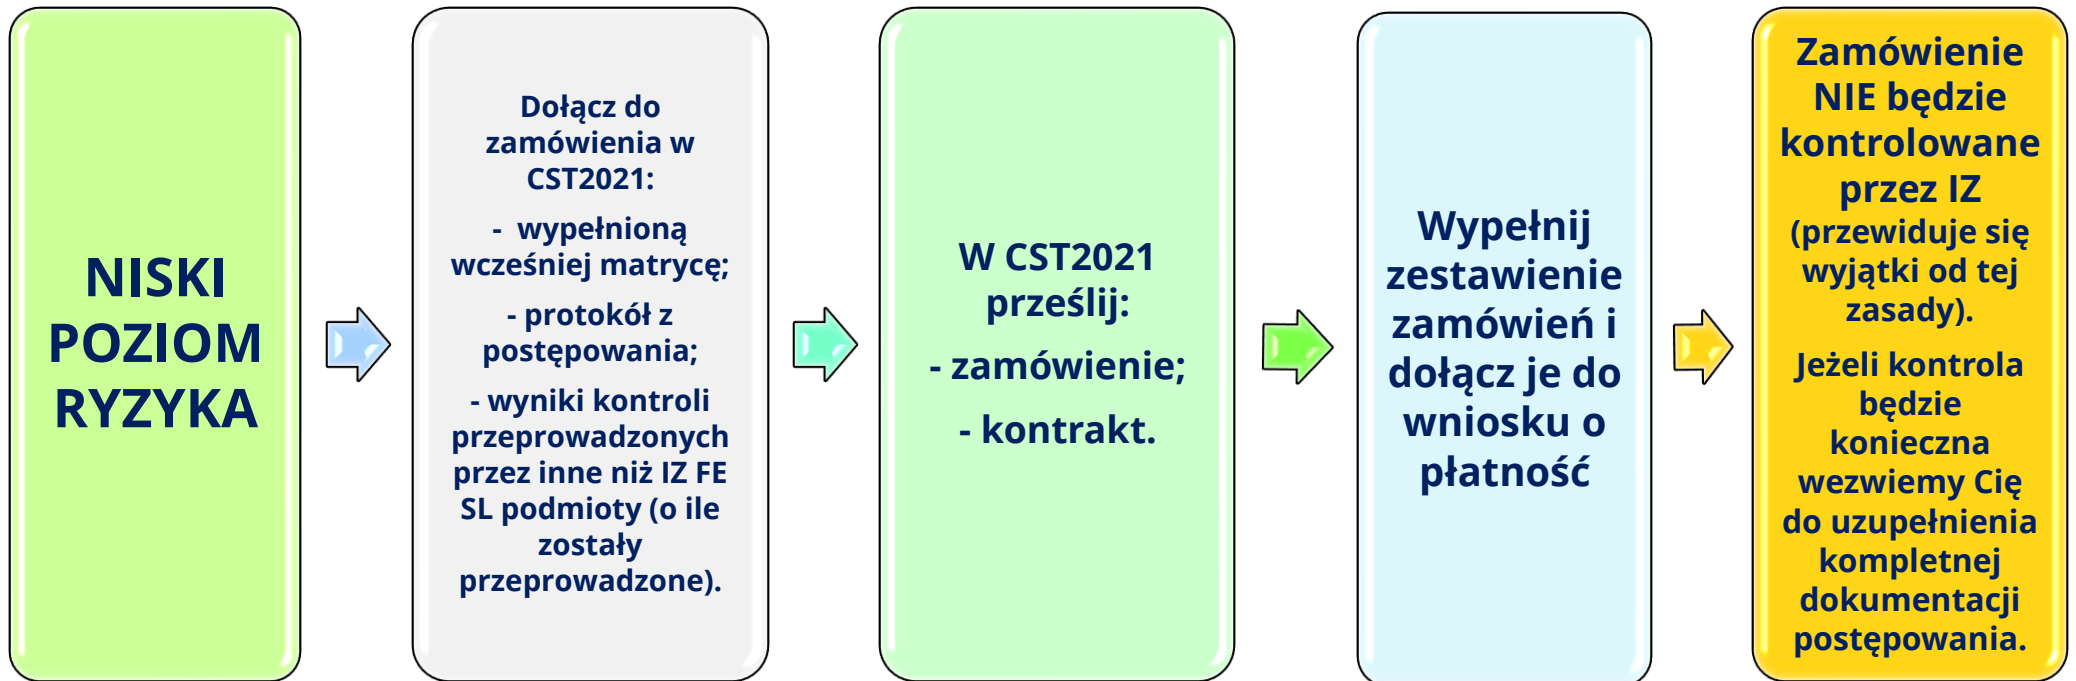 NISKI
POZIOM
RYZYKA
Dołącz do
zamówienia w
CST2021:
- wypełnioną
wcześniej matrycę;
- protokół z
postępowania;
- wyniki kontroli
przeprowadzonych
przez inne niż IZ FE
SL podmioty (o ile
zostały
przeprowadzone).
W CST2021
prześlij:
- zamówienie;
- kontrakt.
Wypełnij
zestawienie
zamówień i
dołącz je do
wniosku o
płatność
Zamówienie
NIE będzie
kontrolowane
przez IZ
(przewiduje się
wyjątki od tej
zasady).
Jeżeli kontrola
będzie
konieczna
wezwiemy Cię
do uzupełnienia
kompletnej
dokumentacji
postępowania.